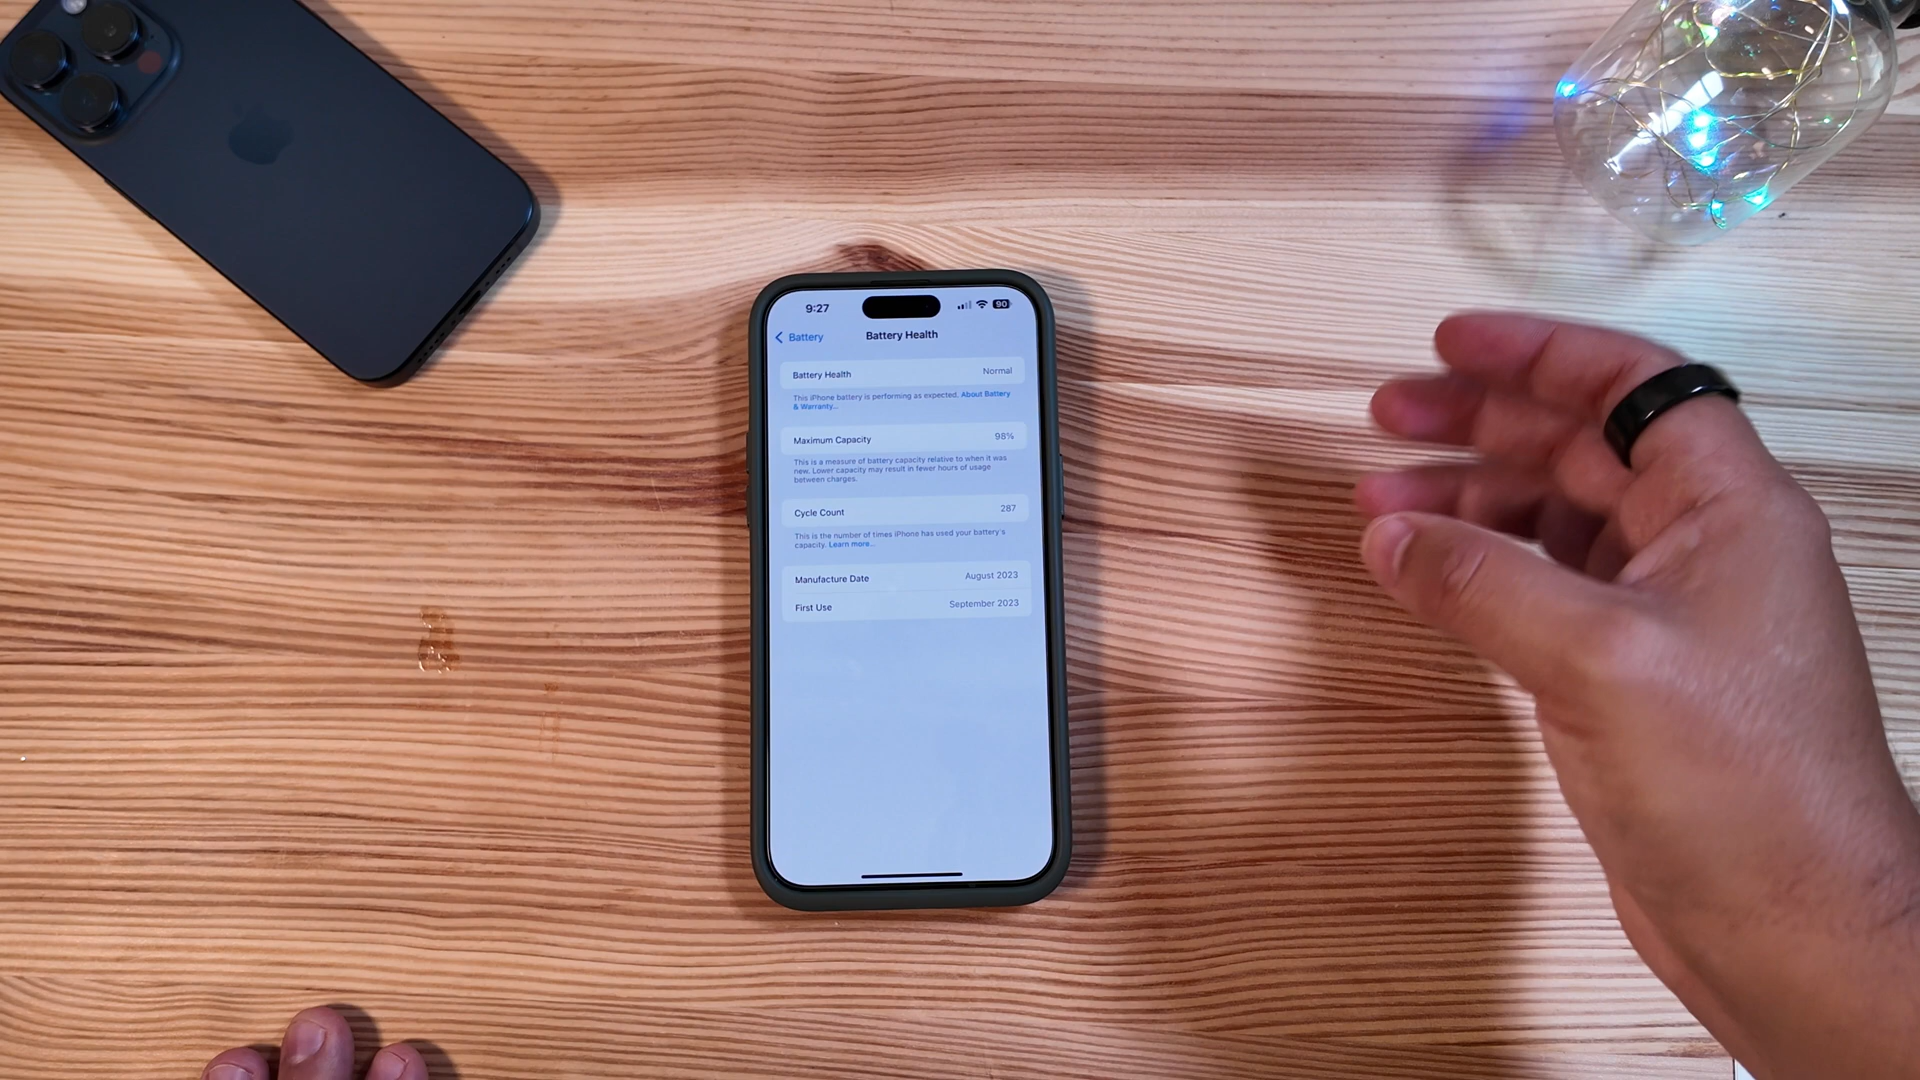 9:27 90
Battery Battery Health
Battery Health Normal
This iPhone battery is performing as expected. About Battery
& Warranty...
Maximum Capacity 98%
This is a measure of battery capacity relative to when it was
new. Lower capacity may result in fewer hours of usage
between charges.
Cycle Count 287
This is the number of times iPhone has used your battery's
capacity. Learn more...
Manufacture Date August 2023
First Use September 2023